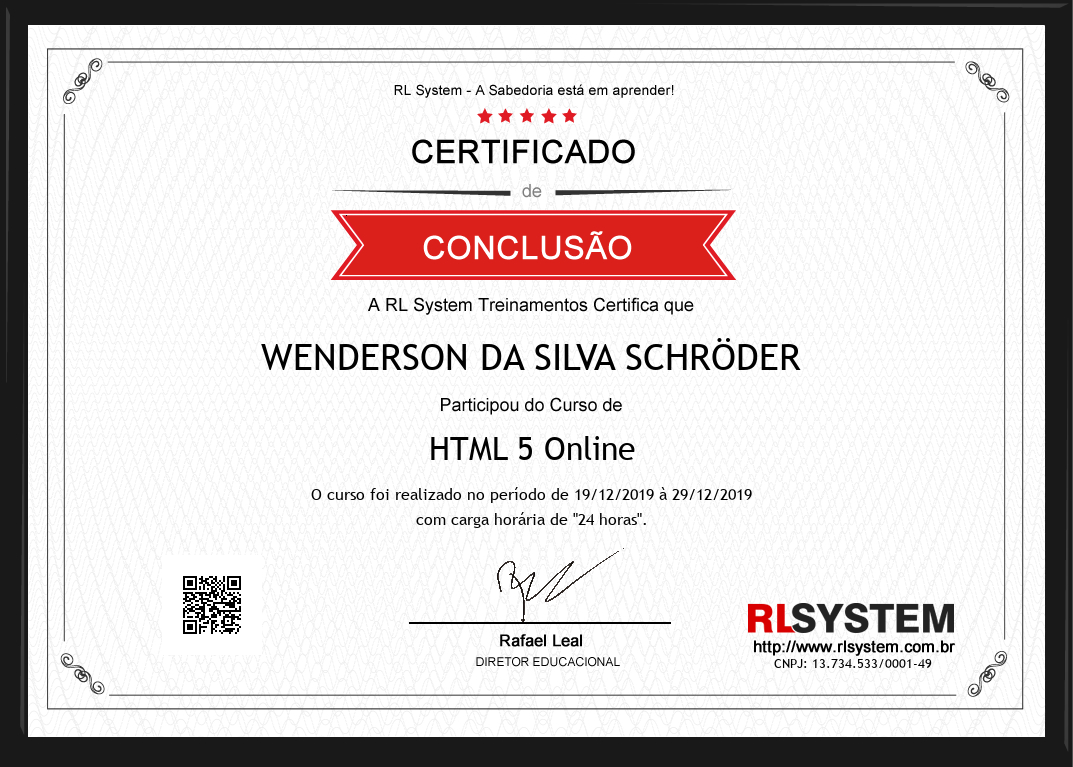 RL System - A Sabedoria está em aprender!
CERTIFICADO
de
CONCLUSÃO
A RL System Treinamentos Certifica que
WENDERSON DA SILVA SCHRÖDER
Participou do Curso de
HTML 5 Online
O curso foi realizado no período de 19/12/2019 à 29/12/2019
com carga horária de "24 horas".
Rafael Leal
DIRETOR EDUCACIONAL
RLSYSTEM
http://www.rlsystem.com.br
CNPJ: 13.734.533/0001-49